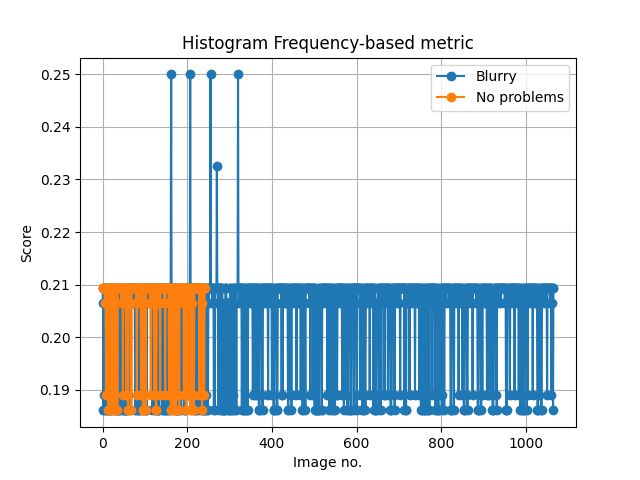 Histogram Frequency-based metric
Blurry
No problems
0.25
0.24
0.23
0.22
0.21
0.20
0.19
Score
0 200 400 600 800 1000
Image no.